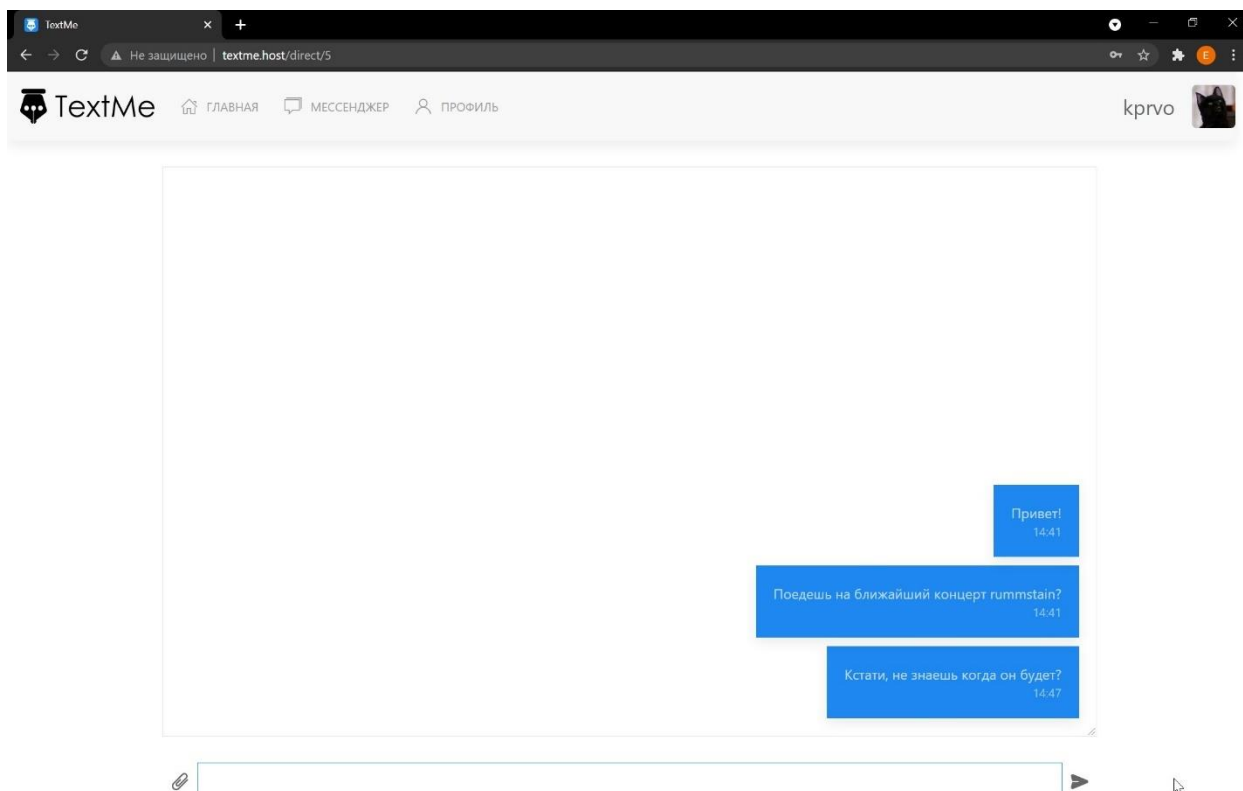 TextMe
Не защищено | textme.host/direct/5
E
TextMe
ГЛАВНАЯ
МЕССЕНДЖЕР
ПРОФИЛЬ
kprvo
Привет!
14:41
Поедешь на ближайший концерт rummstain?
14:41
Кстати, не знаешь когда он будет?
14:47